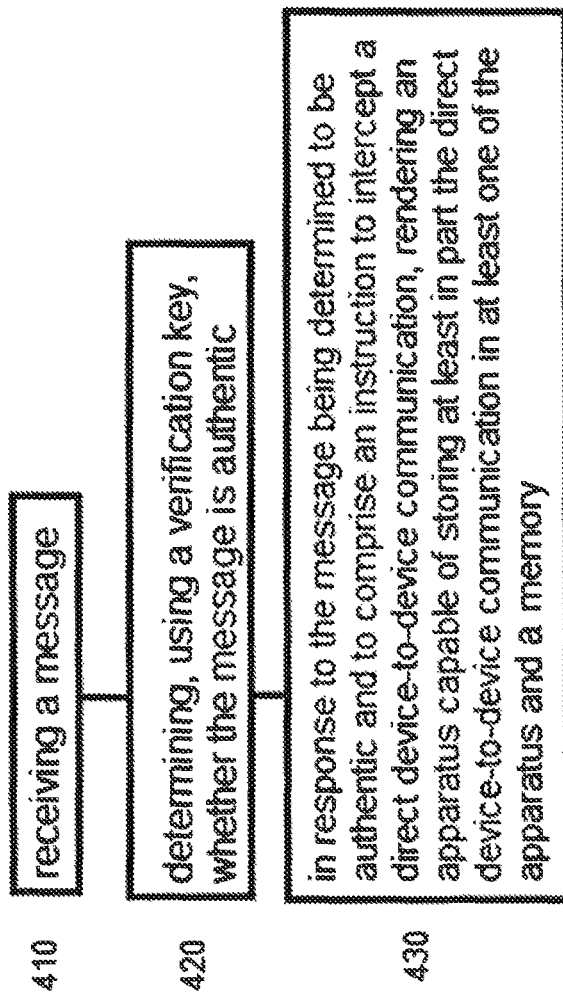 410
receiving a message
420
determining, using a verification key,
whether the message is authentic
430
in response to the message being determined to be
authentic and to comprise an instruction to intercept a
direct device-to-device communication, rendering an
apparatus capable of storing at least in part the direct
device-to-device communication in at least one of the
apparatus and a memory